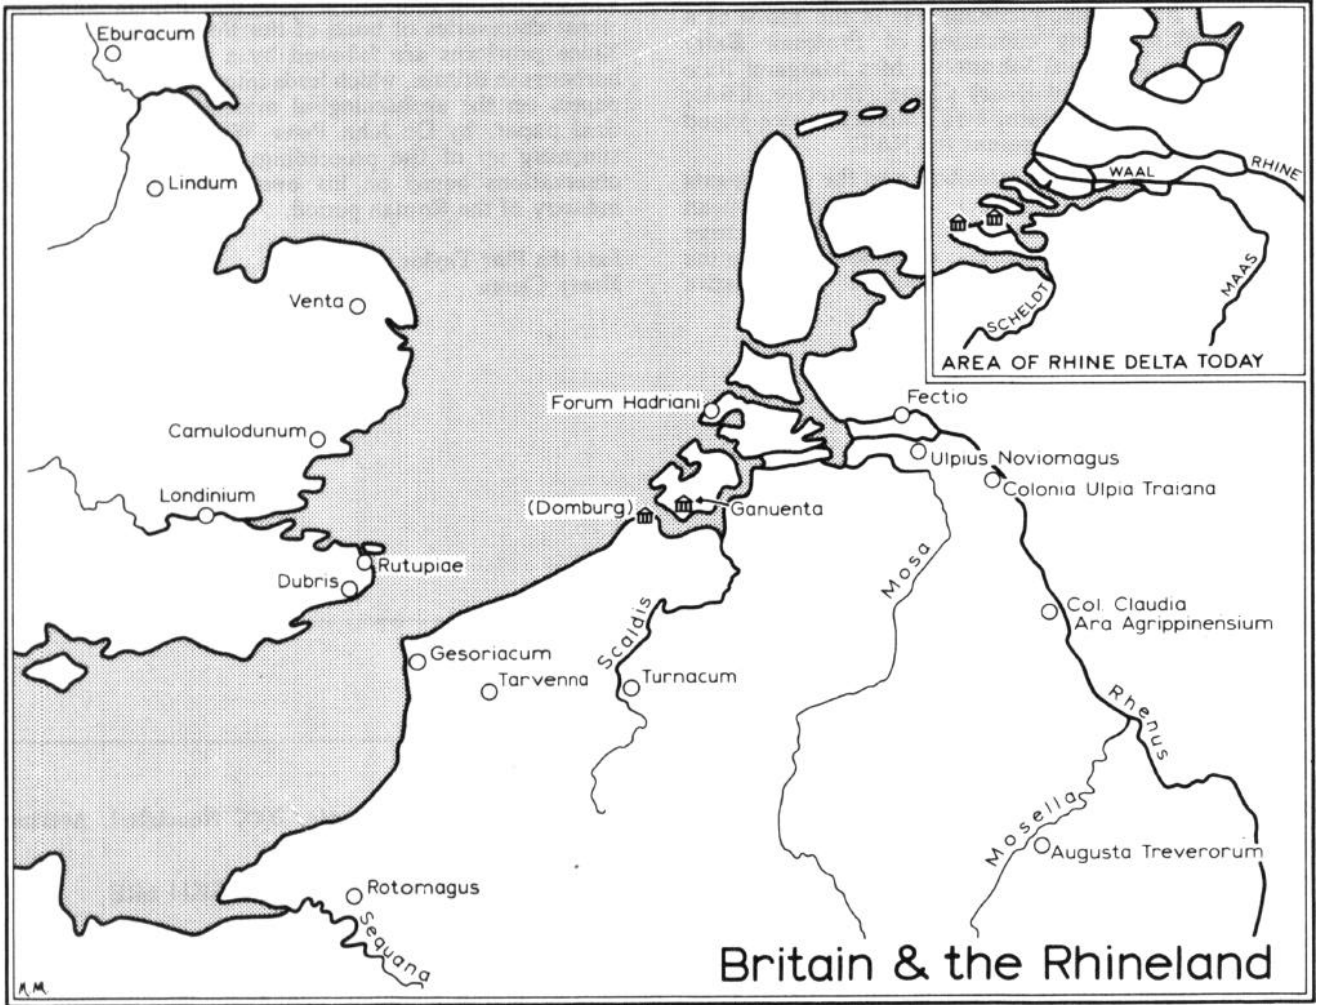 Eburacum
Lindum
Venta
Camulodunum
Londinium
Rutupiae
Dubris
Forum Hadriani
(Domburg)
Ganuenta
Fectio
Ulpius Noviomagus
Colonia Ulpia Traiana
Mosa
Scaldis
Col. Claudia
Ara Agrippinensium
Gesoriacum
Tarvenna
Turnacum
Rhenus
Mosella
Augusta Treverorum
Rotomagus
Sequana
WAAL
RHINE
MAAS
SCHELDT
AREA OF RHINE DELTA TODAY
Britain & the Rhineland